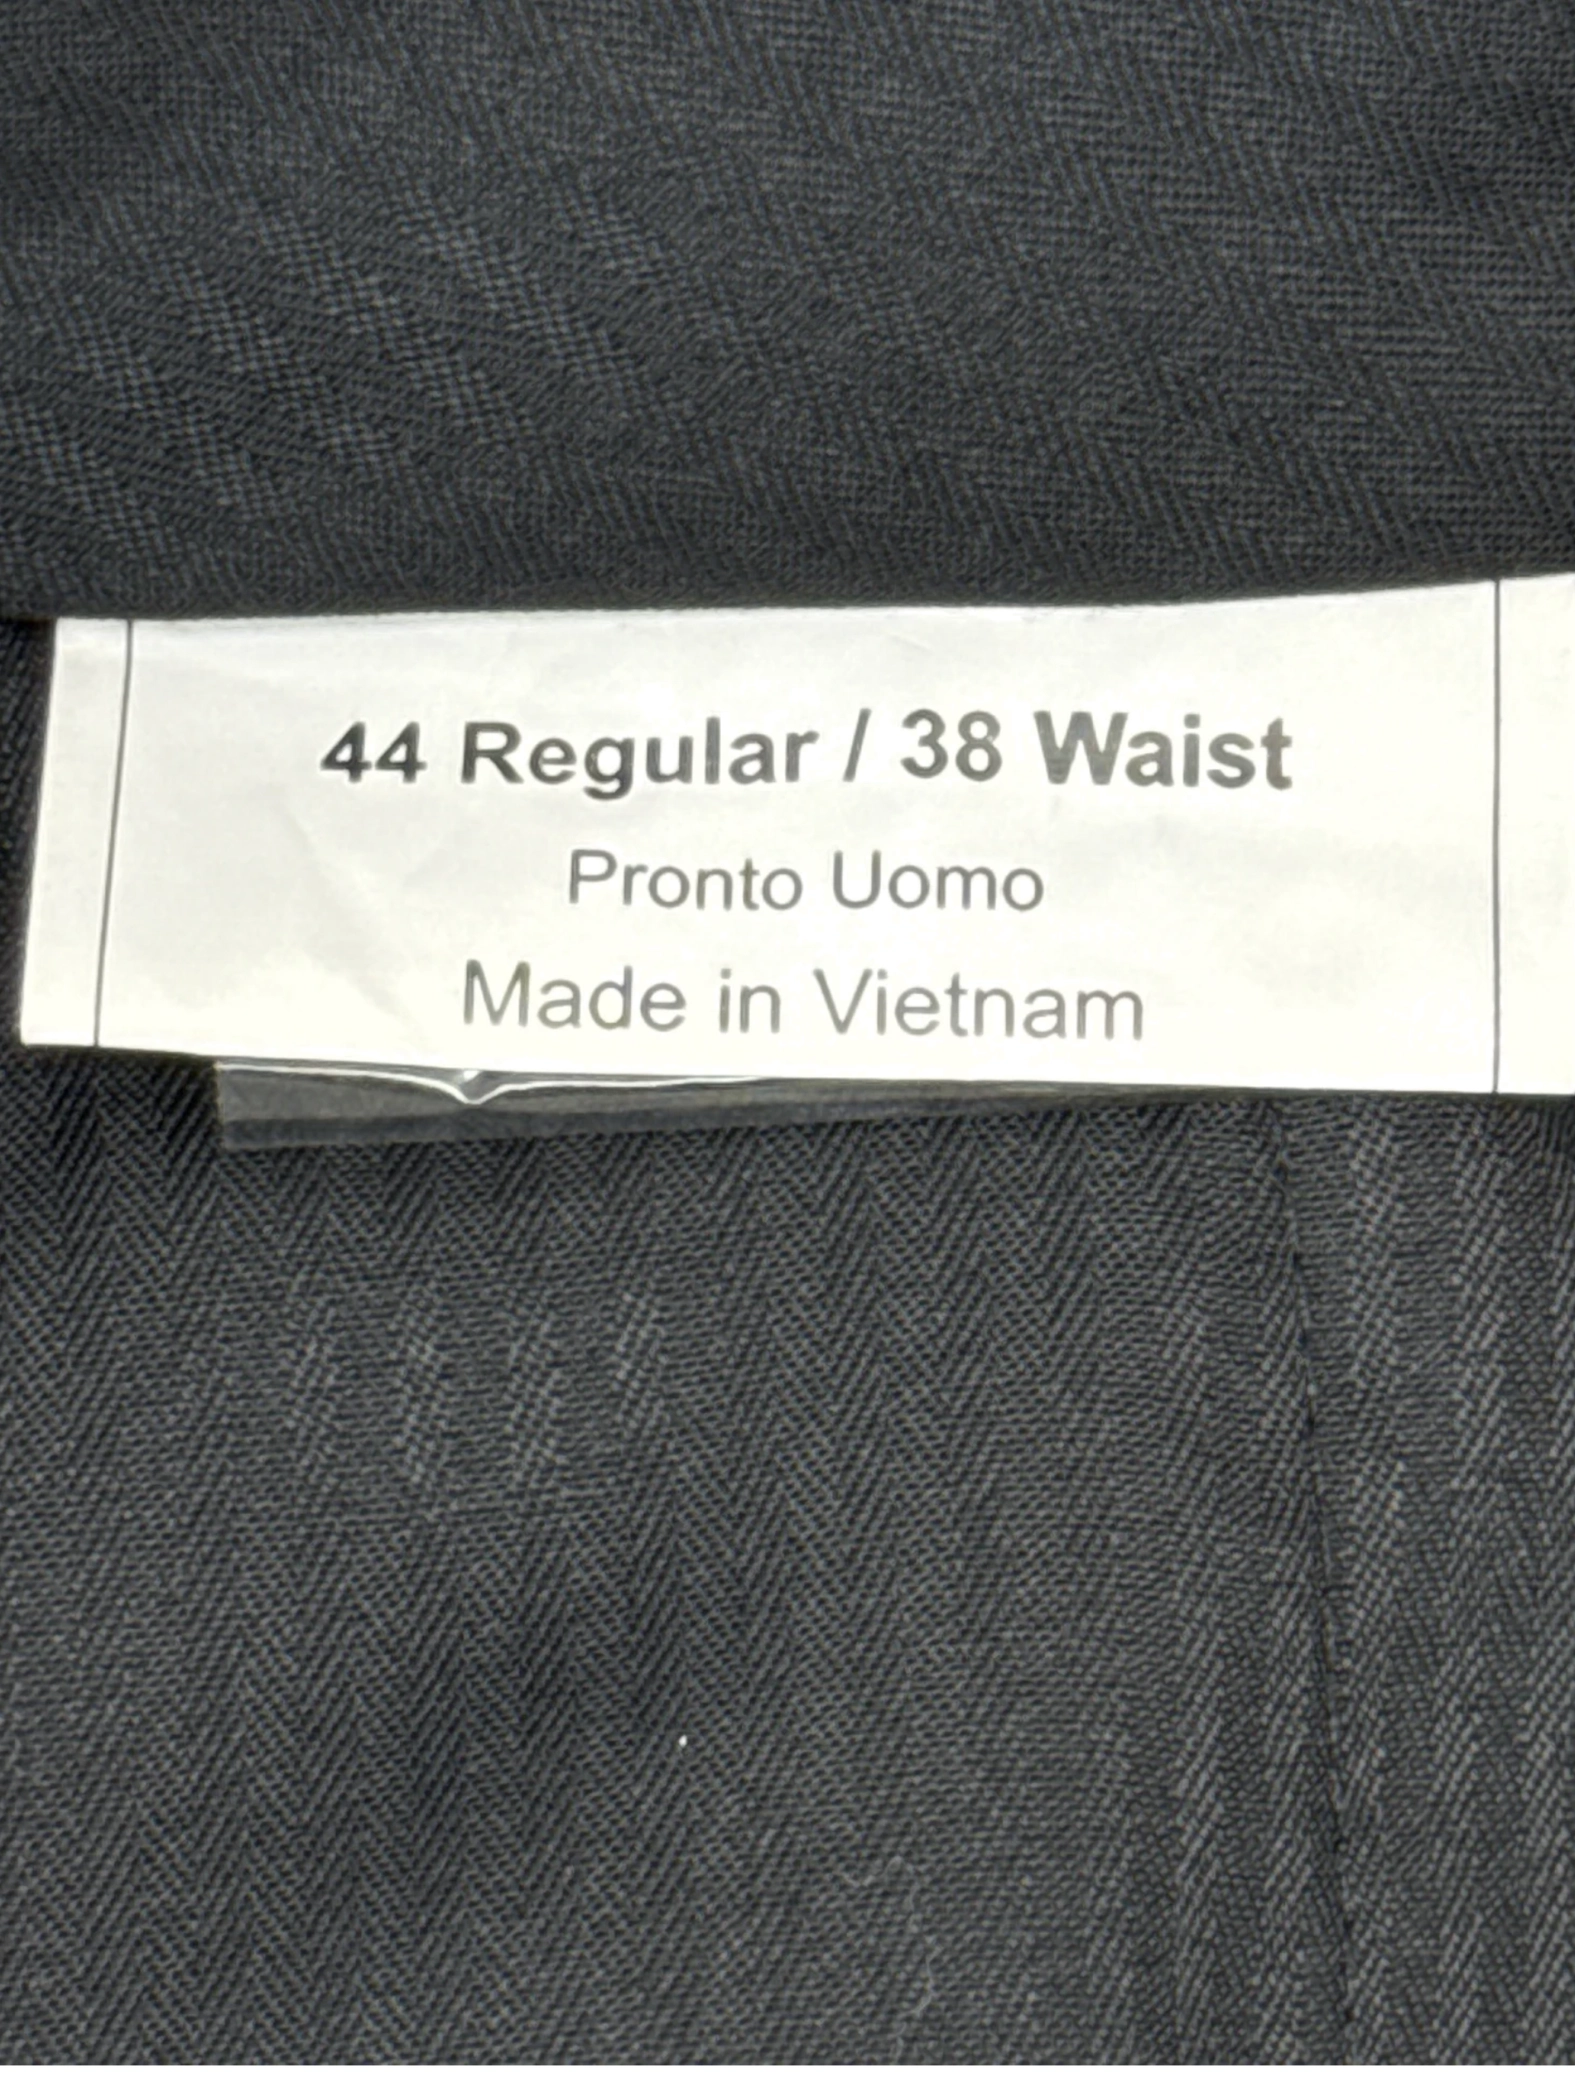 44 Regular / 38 Waist
Pronto Uomo
Made in Vietnam